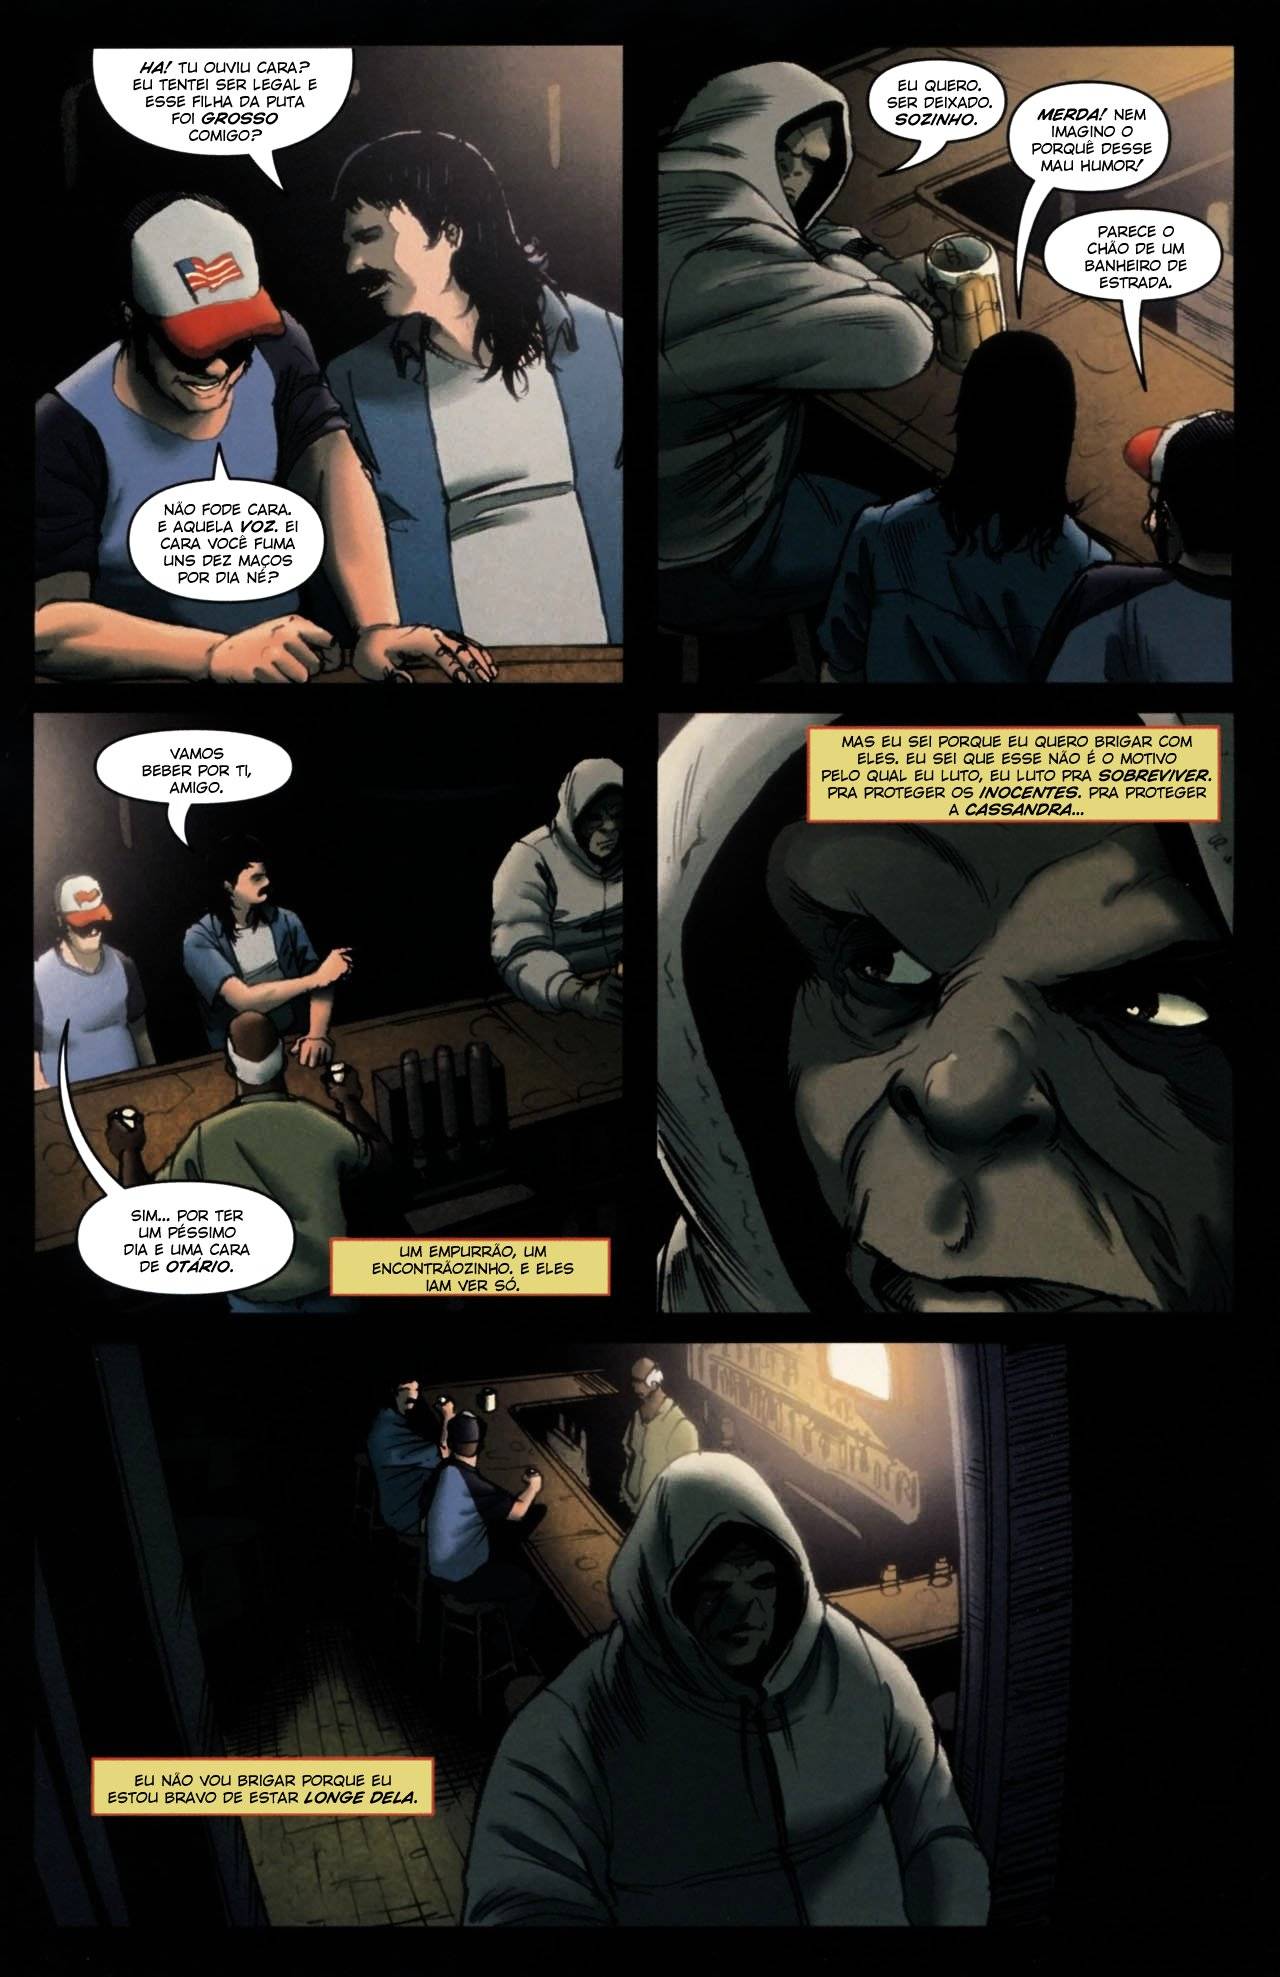 HA! TU OUVIU CARA?
EU TENTEI SER LEGAL E
ESSE FILHA DA PUTA
FOI GROSSO
COMIGO?
NÃO FODE CARA.
E AQUELA VOZ. EI
CARA VOCÊ FUMA
UNS DEZ MAÇOS
POR DIA NÉ?
EU QUERO.
SER DEIXADO.
SOZINHO.
MERDA! NEM
IMAGINO O
PORQUÊ DESSE
MAU HUMOR!
PARECE O
CHÃO DE UM
BANHEIRO DE
ESTRADA.
VAMOS
BEBER POR TI,
AMIGO.
SIM... POR TER
UM PÉSSIMO
DIA E UMA CARA
DE OTÁRIO.
UM EMPURRÃO, UM
ENCONTRÃOZINHO. E ELES
IAM VER SÓ.
MAS EU SEI PORQUE EU QUERO BRIGAR COM
ELES. EU SEI QUE ESSE NÃO É O MOTIVO
PELO QUAL EU LUTO, EU LUTO PRA SOBREVIVER.
PRA PROTEGER OS INOCENTES. PRA PROTEGER
A CASSANDRA...
EU NÃO VOU BRIGAR PORQUE EU
ESTOU BRAVO DE ESTAR LONGE DELA.